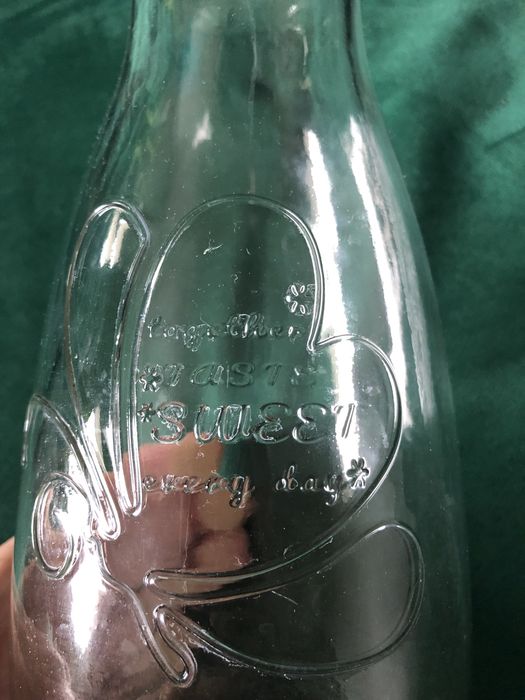 together
*TASTE
*SWEET
every day*